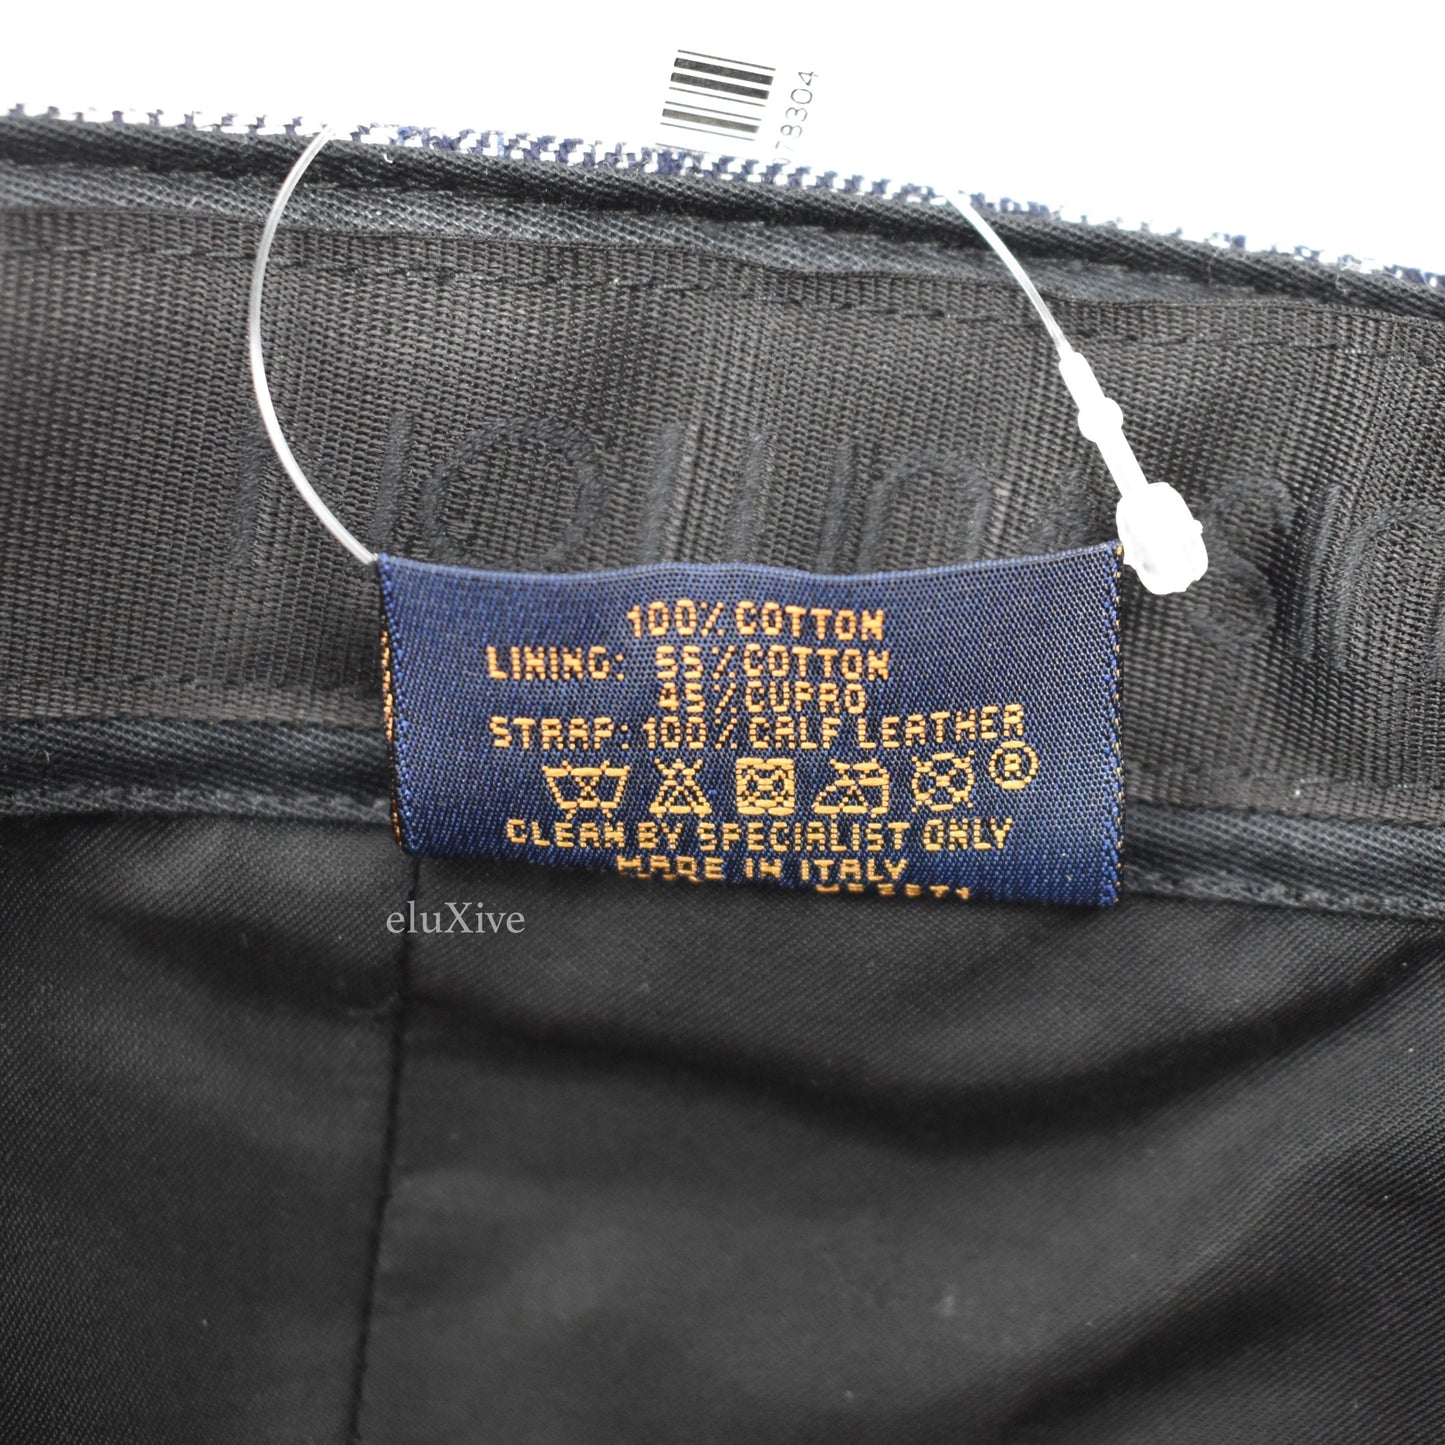 78304
100% COTTON
LINING: 55% COTTON
45% CUPRO
STRAP: 100% CALF LEATHER
®
CLEAN BY SPECIALIST ONLY
MADE IN ITALY
eluXive